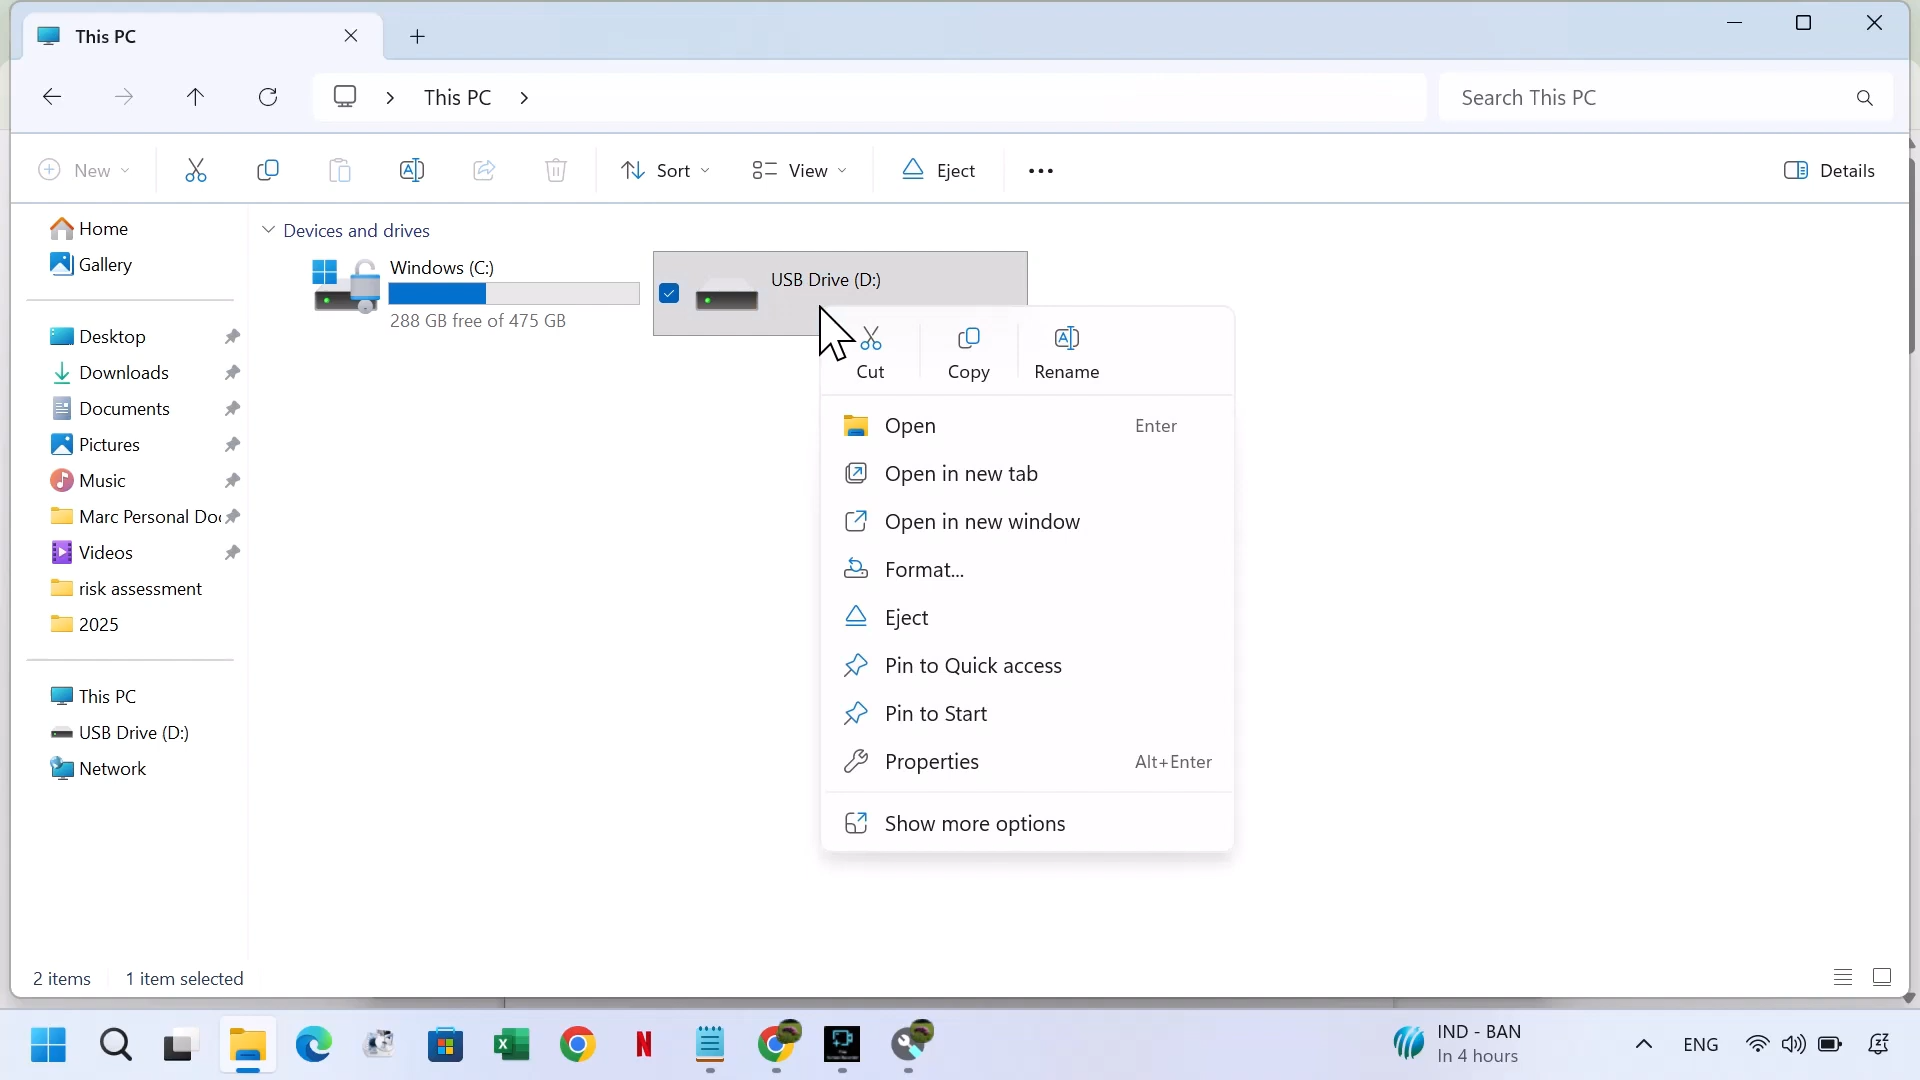 This PC
This PC
Search This PC
New
Sort
View
Eject
Details
Home
Gallery
Desktop
Downloads
Documents
Pictures
Music
Marc Personal Do
Videos
risk assessment
2025
This PC
USB Drive (D:)
Network
Devices and drives
Windows (C:)
288 GB free of 475 GB
USB Drive (D:)
Cut
Copy
Rename
Open Enter
Open in new tab
Open in new window
Format...
Eject
Pin to Quick access
Pin to Start
Properties Alt+Enter
Show more options
2 items 1 item selected
IND - BAN
In 4 hours
ENG